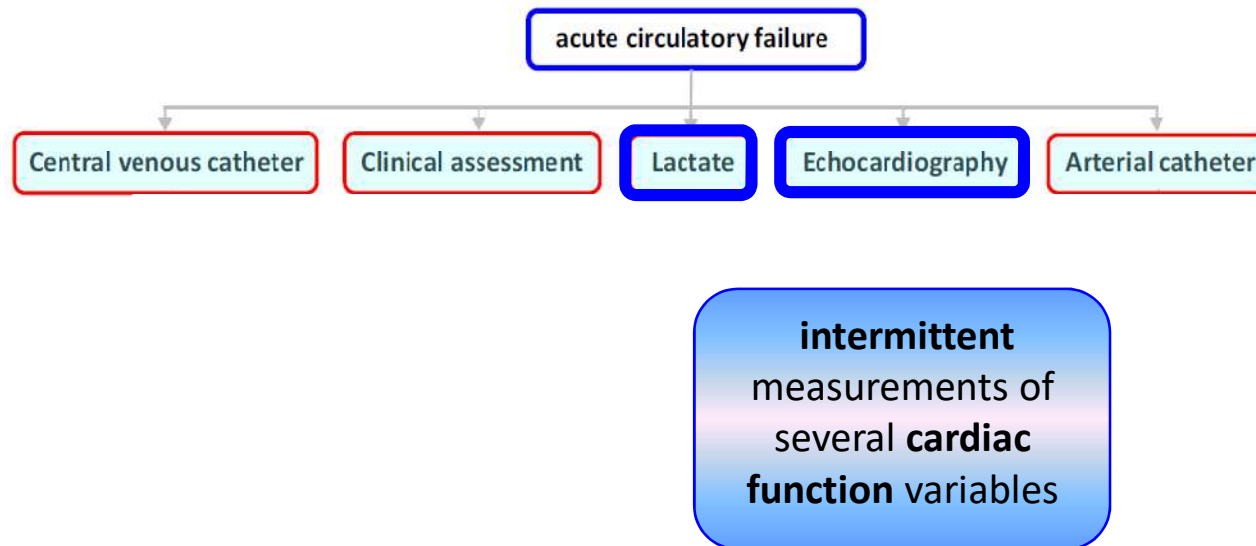 acute circulatory failure
Central venous catheter Clinical assessment Lactate Echocardiography Arterial catheter
intermittent
measurements of
several cardiac
function variables